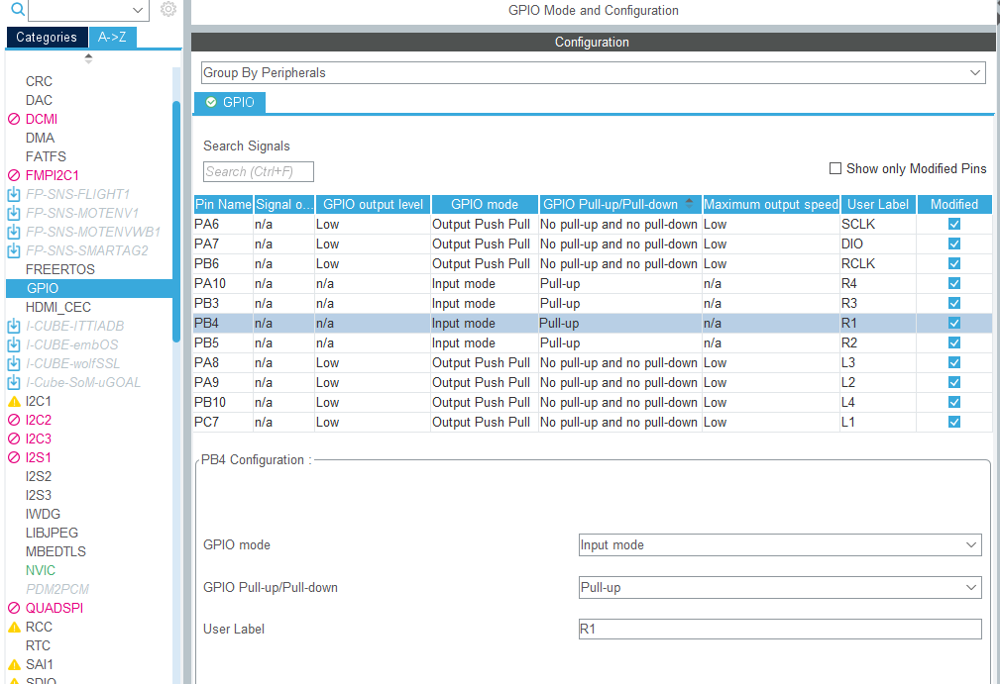 GPIO Mode and Configuration
Categories A->Z
CRC
DAC
DCMI
DMA
FATFS
FMPI2C1
FP-SNS-FLIGHT1
FP-SNS-MOTENV1
FP-SNS-MOTENVWB1
FP-SNS-SMARTAG2
FREERTOS
GPIO
HDMI_CEC
I-CUBE-ITTIADB
I-CUBE-embOS
I-CUBE-wolfSSL
I-Cube-SoM-uGOAL
I2C1
I2C2
I2C3
I2S1
I2S2
I2S3
IWDG
LIBJPEG
MBEDTLS
NVIC
PDM2PCM
QUADSPI
RCC
RTC
SAI1
SDIO
Configuration
Group By Peripherals
GPIO
Search Signals
Search (Ctrl+F)
Show only Modified Pins
Pin Name Signal o... GPIO output level GPIO mode GPIO Pull-up/Pull-down Maximum output speed User Label Modified
PA6 n/a Low Output Push Pull No pull-up and no pull-down Low SCLK
PA7 n/a Low Output Push Pull No pull-up and no pull-down Low DIO
PB6 n/a Low Output Push Pull No pull-up and no pull-down Low RCLK
PA10 n/a n/a Input mode Pull-up n/a R4
PB3 n/a n/a Input mode Pull-up n/a R3
PB4 n/a n/a Input mode Pull-up n/a R1
PB5 n/a n/a Input mode Pull-up n/a R2
PA8 n/a Low Output Push Pull No pull-up and no pull-down Low L3
PA9 n/a Low Output Push Pull No pull-up and no pull-down Low L2
PB10 n/a Low Output Push Pull No pull-up and no pull-down Low L4
PC7 n/a Low Output Push Pull No pull-up and no pull-down Low L1
PB4 Configuration :
GPIO mode Input mode
GPIO Pull-up/Pull-down Pull-up
User Label R1